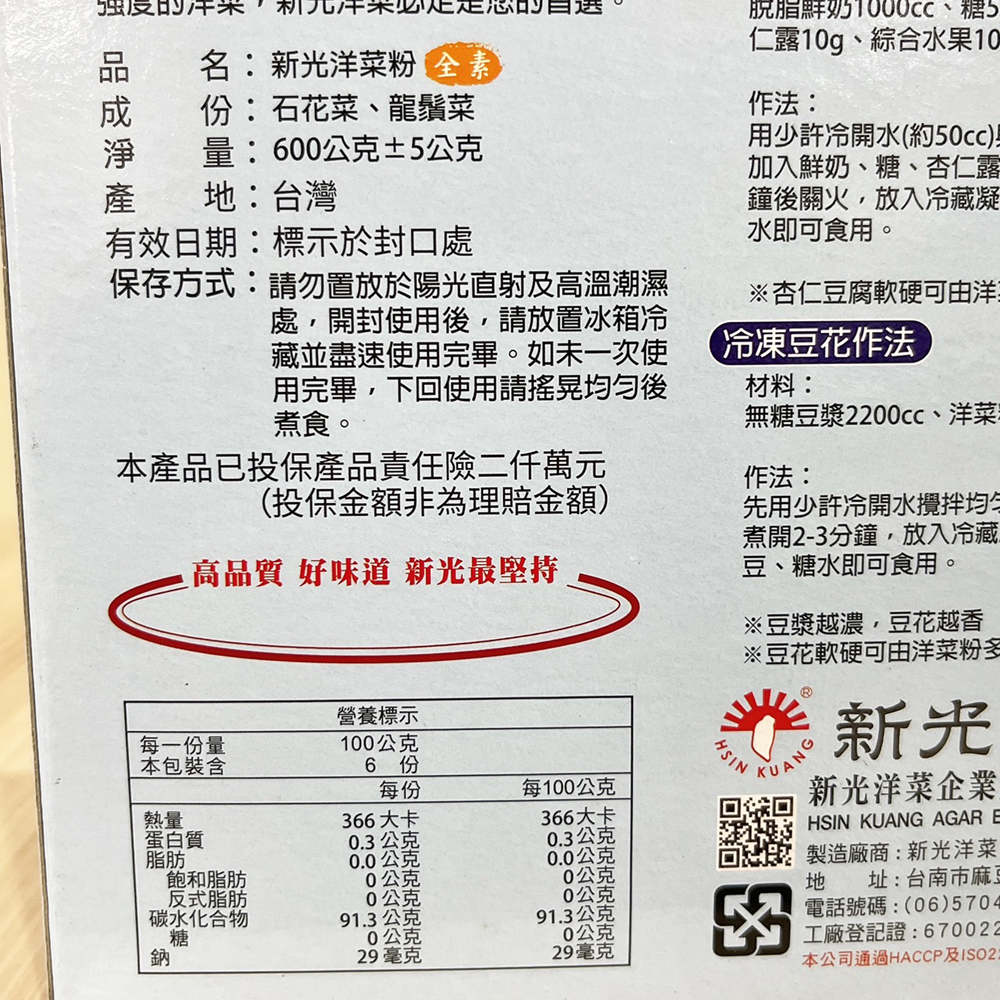 強度的洋菜，新光洋菜必定是您的首選。
品　名：新光洋菜粉 全素
成　份：石花菜、龍鬚菜
淨　量：600公克±5公克
產　地：台灣
有效日期：標示於封口處
保存方式：請勿置放於陽光直射及高溫潮濕
處，開封使用後，請放置冰箱冷
藏並盡速使用完畢。如未一次使
用完畢，下回使用請搖晃均勻後
煮食。
本產品已投保產品責任險二仟萬元
（投保金額非為理賠金額）
高品質 好味道 新光最堅持
營養標示
每一份量 100公克
本包裝含 6 份
每份 每100公克
熱量 366大卡 366大卡
蛋白質 0.3公克 0.3公克
脂肪 0.0公克 0.0公克
飽和脂肪 0公克 0公克
反式脂肪 0公克 0公克
碳水化合物 91.3公克 91.3公克
糖 0公克 0公克
鈉 29毫克 29毫克
脫脂鮮奶1000cc、糖5
仁露10g、綜合水果10
作法：
用少許冷開水(約50cc)
加入鮮奶、糖、杏仁露
鐘後關火，放入冷藏凝
水即可食用。
※杏仁豆腐軟硬可由洋
冷凍豆花作法
材料：
無糖豆漿2200cc、洋菜
作法：
先用少許冷開水攪拌均勻
煮開2-3分鐘，放入冷藏
豆、糖水即可食用。
※豆漿越濃，豆花越香
※豆花軟硬可由洋菜粉多
HSIN KUANG ®
新光
新光洋菜企業
HSIN KUANG AGAR E
製造廠商：新光洋菜
地　址：台南市麻豆
電話號碼：(06)5704
工廠登記證：670022
本公司通過HACCP及ISO22